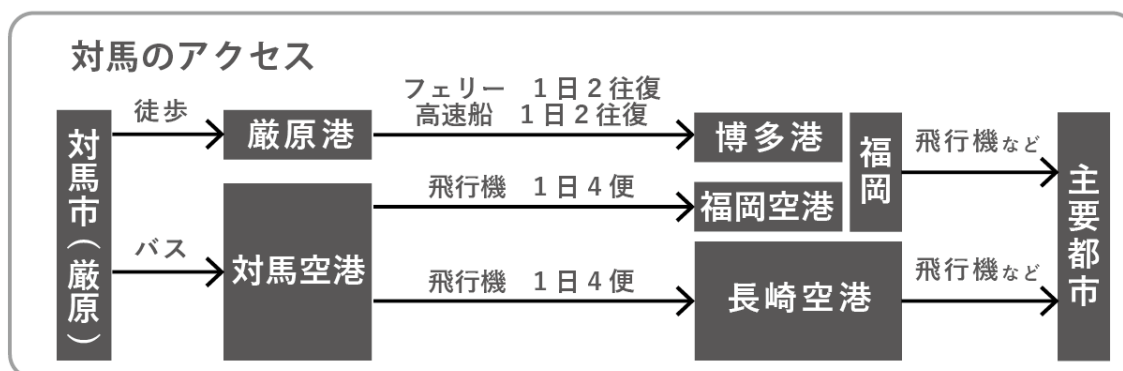 対馬のアクセス
対馬市(厳原)
徒歩
厳原港
フェリー 1日2往復
高速船 1日2往復
博多港
福岡
飛行機など
主要都市
飛行機 1日4便
福岡空港
バス
対馬空港
飛行機 1日4便
長崎空港
飛行機など